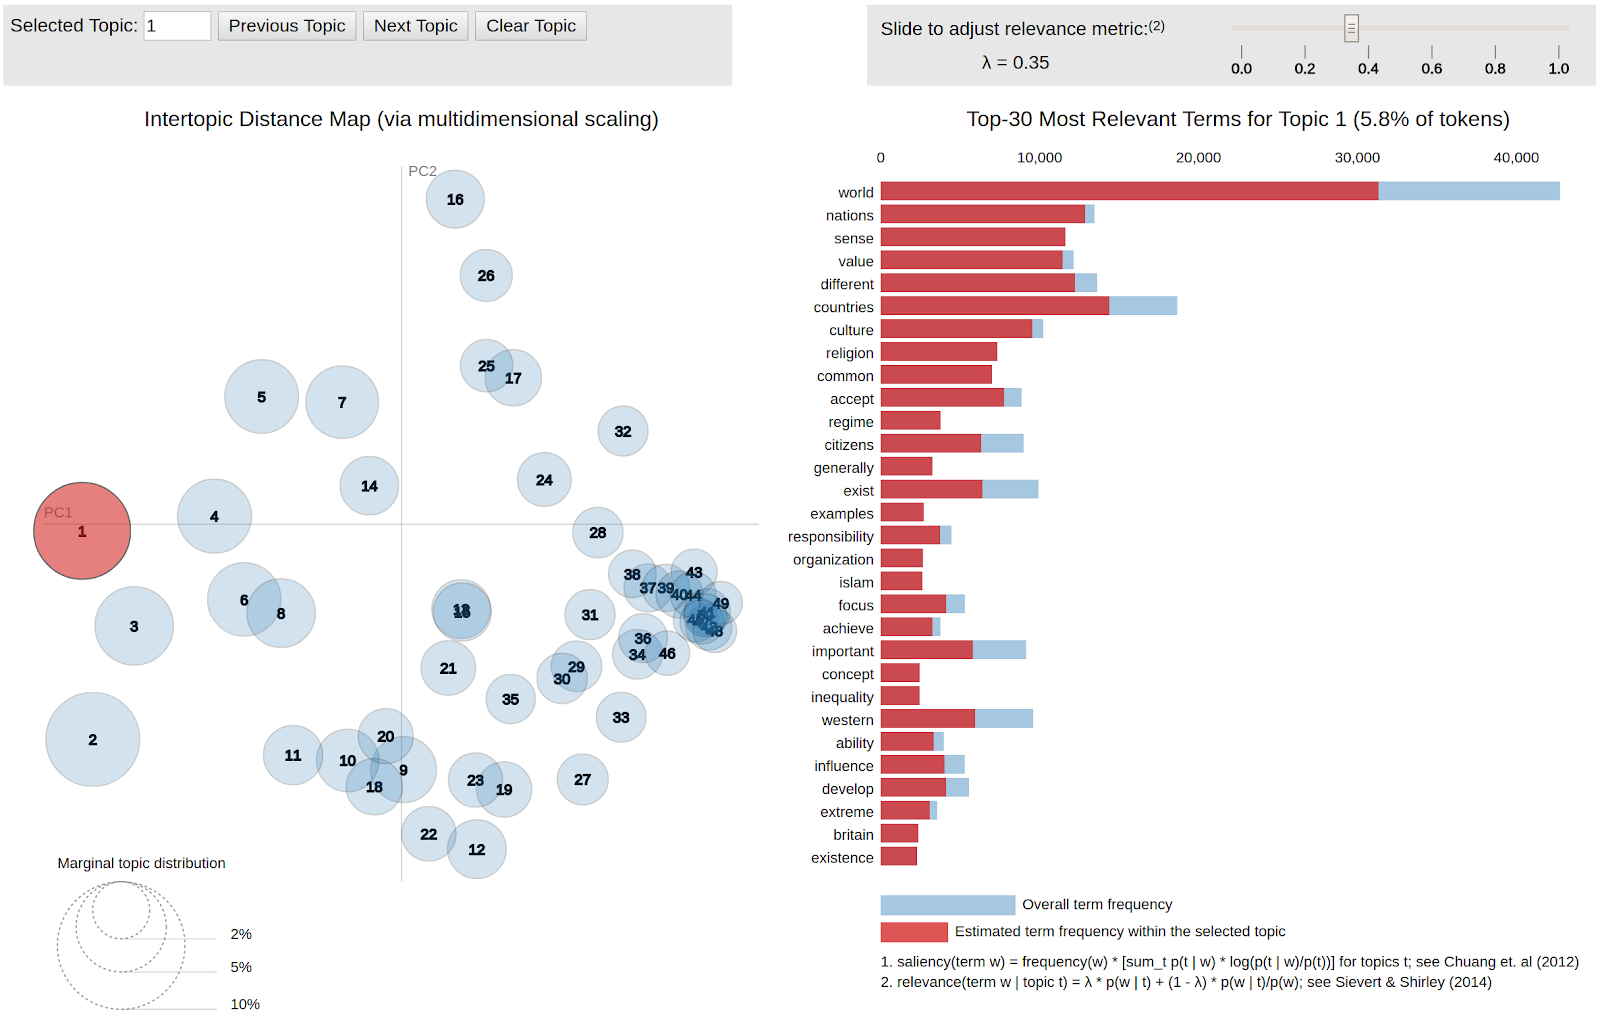 Selected Topic: 1 Previous Topic Next Topic Clear Topic
Slide to adjust relevance metric:(2)
λ = 0.35
0.0 0.2 0.4 0.6 0.8 1.0
Intertopic Distance Map (via multidimensional scaling)
PC2
PC1
16
26
25
17
5
7
32
14
24
4
1
28
38
43
37
39
40
44
6
8
3
31
49
36
34
46
21
29
30
35
33
2
20
11
10
9
18
23
19
27
22
12
Marginal topic distribution
2%
5%
10%
Top-30 Most Relevant Terms for Topic 1 (5.8% of tokens)
0 10,000 20,000 30,000 40,000
world
nations
sense
value
different
countries
culture
religion
common
accept
regime
citizens
generally
exist
examples
responsibility
organization
islam
focus
achieve
important
concept
inequality
western
ability
influence
develop
extreme
britain
existence
Overall term frequency
Estimated term frequency within the selected topic
1. saliency(term w) = frequency(w) * [sum_t p(t | w) * log(p(t | w)/p(t))] for topics t; see Chuang et. al (2012)
2. relevance(term w | topic t) = λ * p(w | t) + (1 - λ) * p(w | t)/p(w); see Sievert & Shirley (2014)